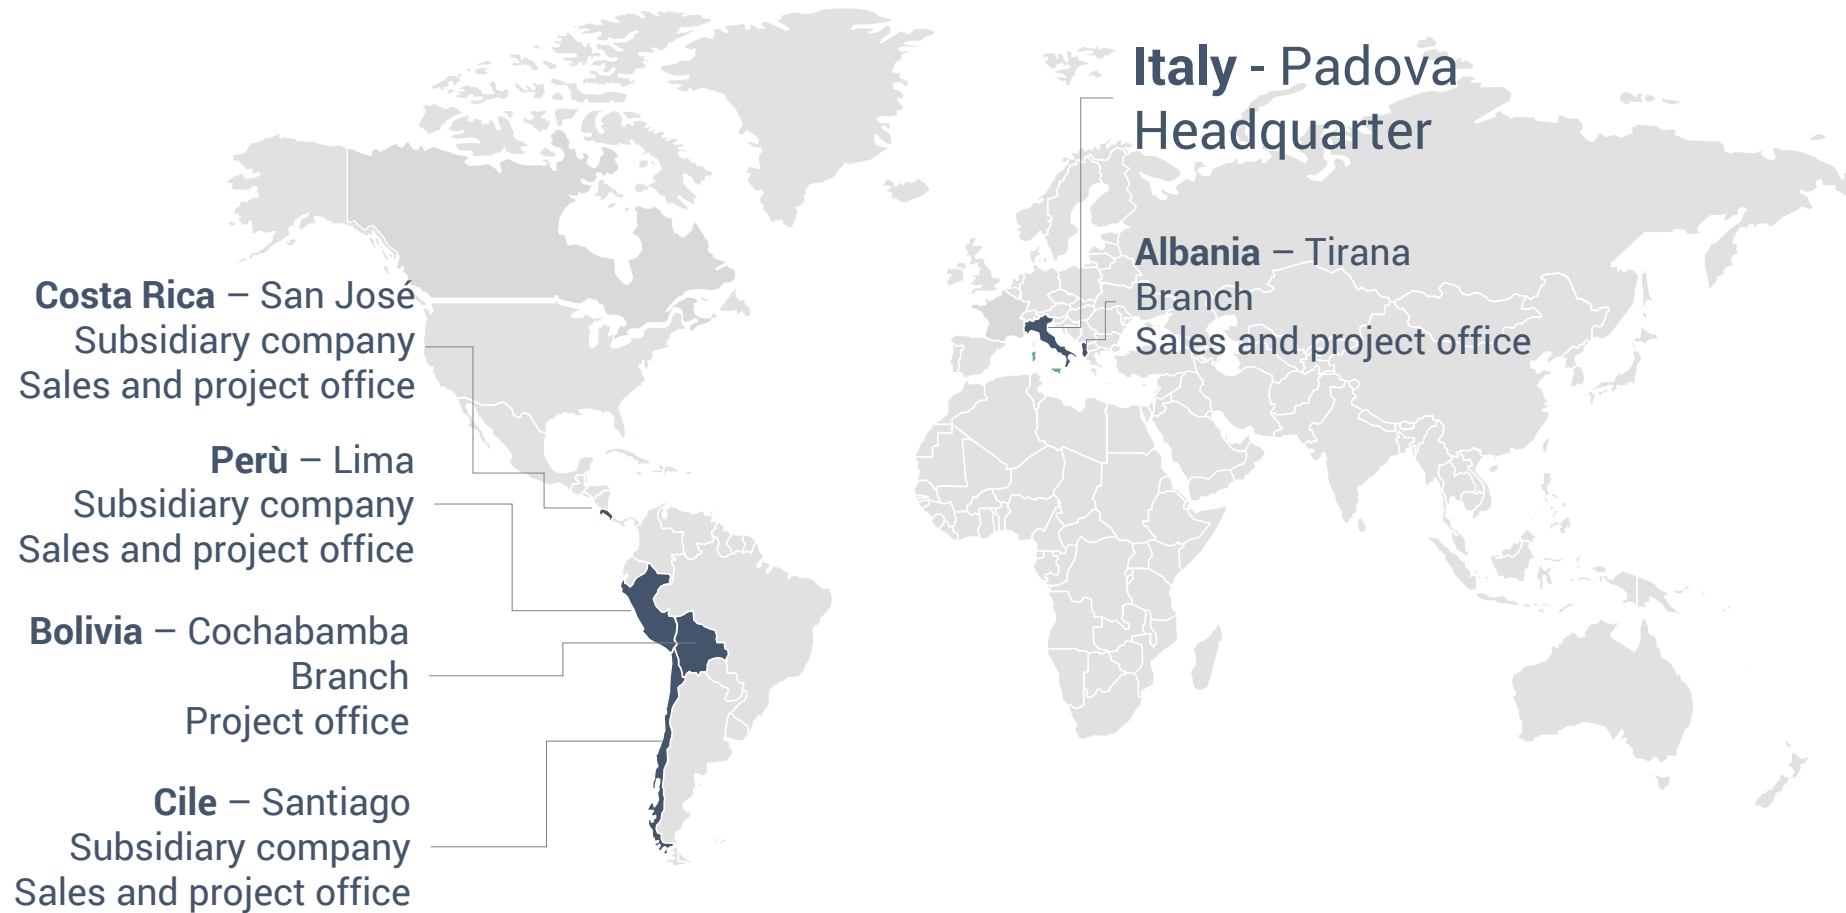 Italy - Padova
Headquarter
Albania – Tirana
Branch
Sales and project office
Costa Rica – San José
Subsidiary company
Sales and project office
Perù – Lima
Subsidiary company
Sales and project office
Bolivia – Cochabamba
Branch
Project office
Cile – Santiago
Subsidiary company
Sales and project office